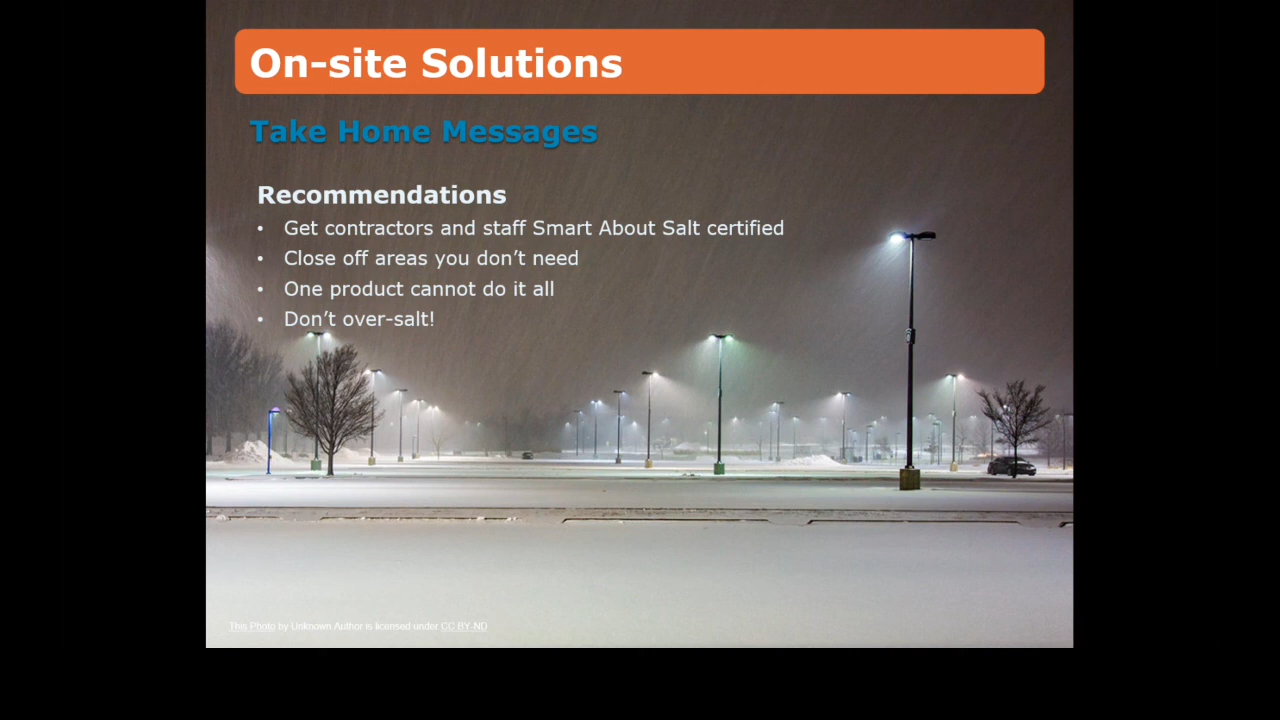 On-site Solutions
Take Home Messages
Recommendations
• Get contractors and staff Smart About Salt certified
• Close off areas you don’t need
• One product cannot do it all
• Don’t over-salt!
This Photo by Unknown Author is licensed under CC BY-ND